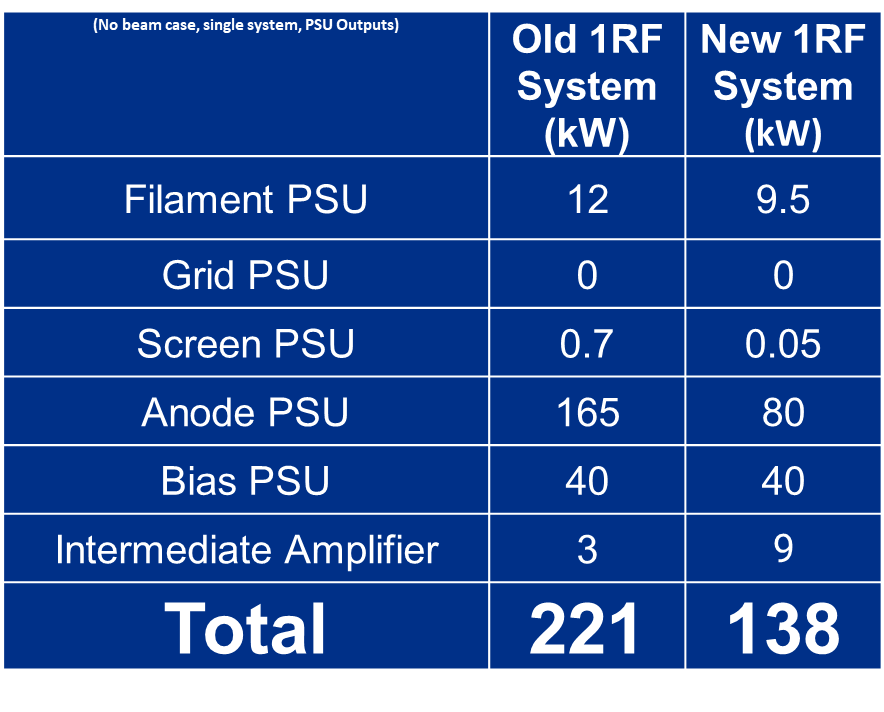 (No beam case, single system, PSU Outputs)
Old 1RF System (kW)
New 1RF System (kW)
Filament PSU 12 9.5
Grid PSU 0 0
Screen PSU 0.7 0.05
Anode PSU 165 80
Bias PSU 40 40
Intermediate Amplifier 3 9
Total 221 138